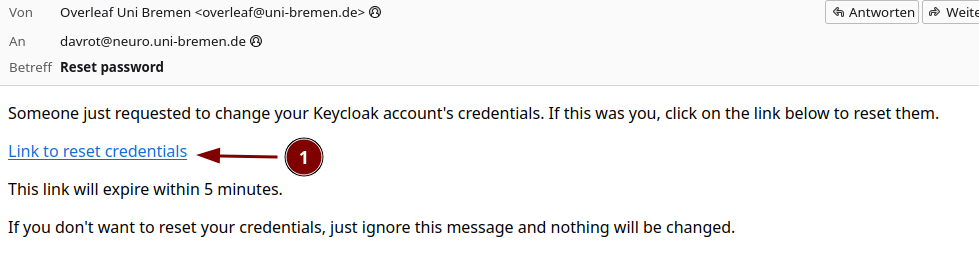 Von Overleaf Uni Bremen <overleaf@uni-bremen.de> Antworten Weite
An davrot@neuro.uni-bremen.de
Betreff Reset password
Someone just requested to change your Keycloak account's credentials. If this was you, click on the link below to reset them.
Link to reset credentials 1
This link will expire within 5 minutes.
If you don't want to reset your credentials, just ignore this message and nothing will be changed.